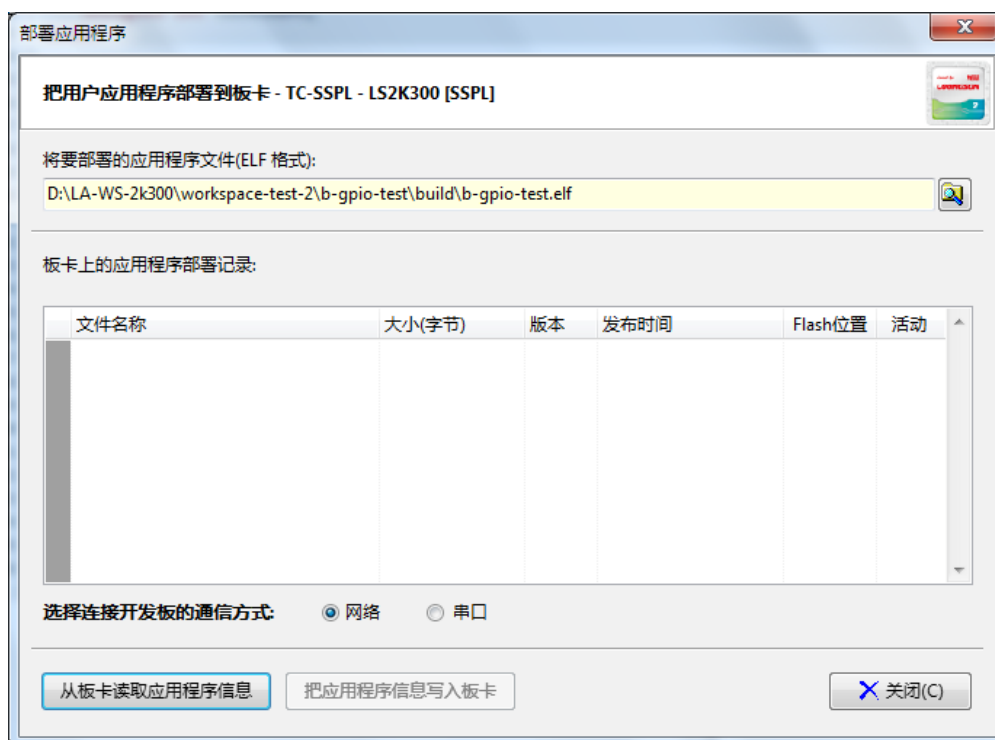 部署应用程序
把用户应用程序部署到板卡 - TC-SSPL - LS2K300 [SSPL]
将要部署的应用程序文件(ELF 格式):
D:\LA-WS-2k300\workspace-test-2\b-gpio-test\build\b-gpio-test.elf
板卡上的应用程序部署记录:
文件名称 大小(字节) 版本 发布时间 Flash位置 活动
选择连接开发板的通信方式: 网络 串口
从板卡读取应用程序信息 把应用程序信息写入板卡 关闭(C)